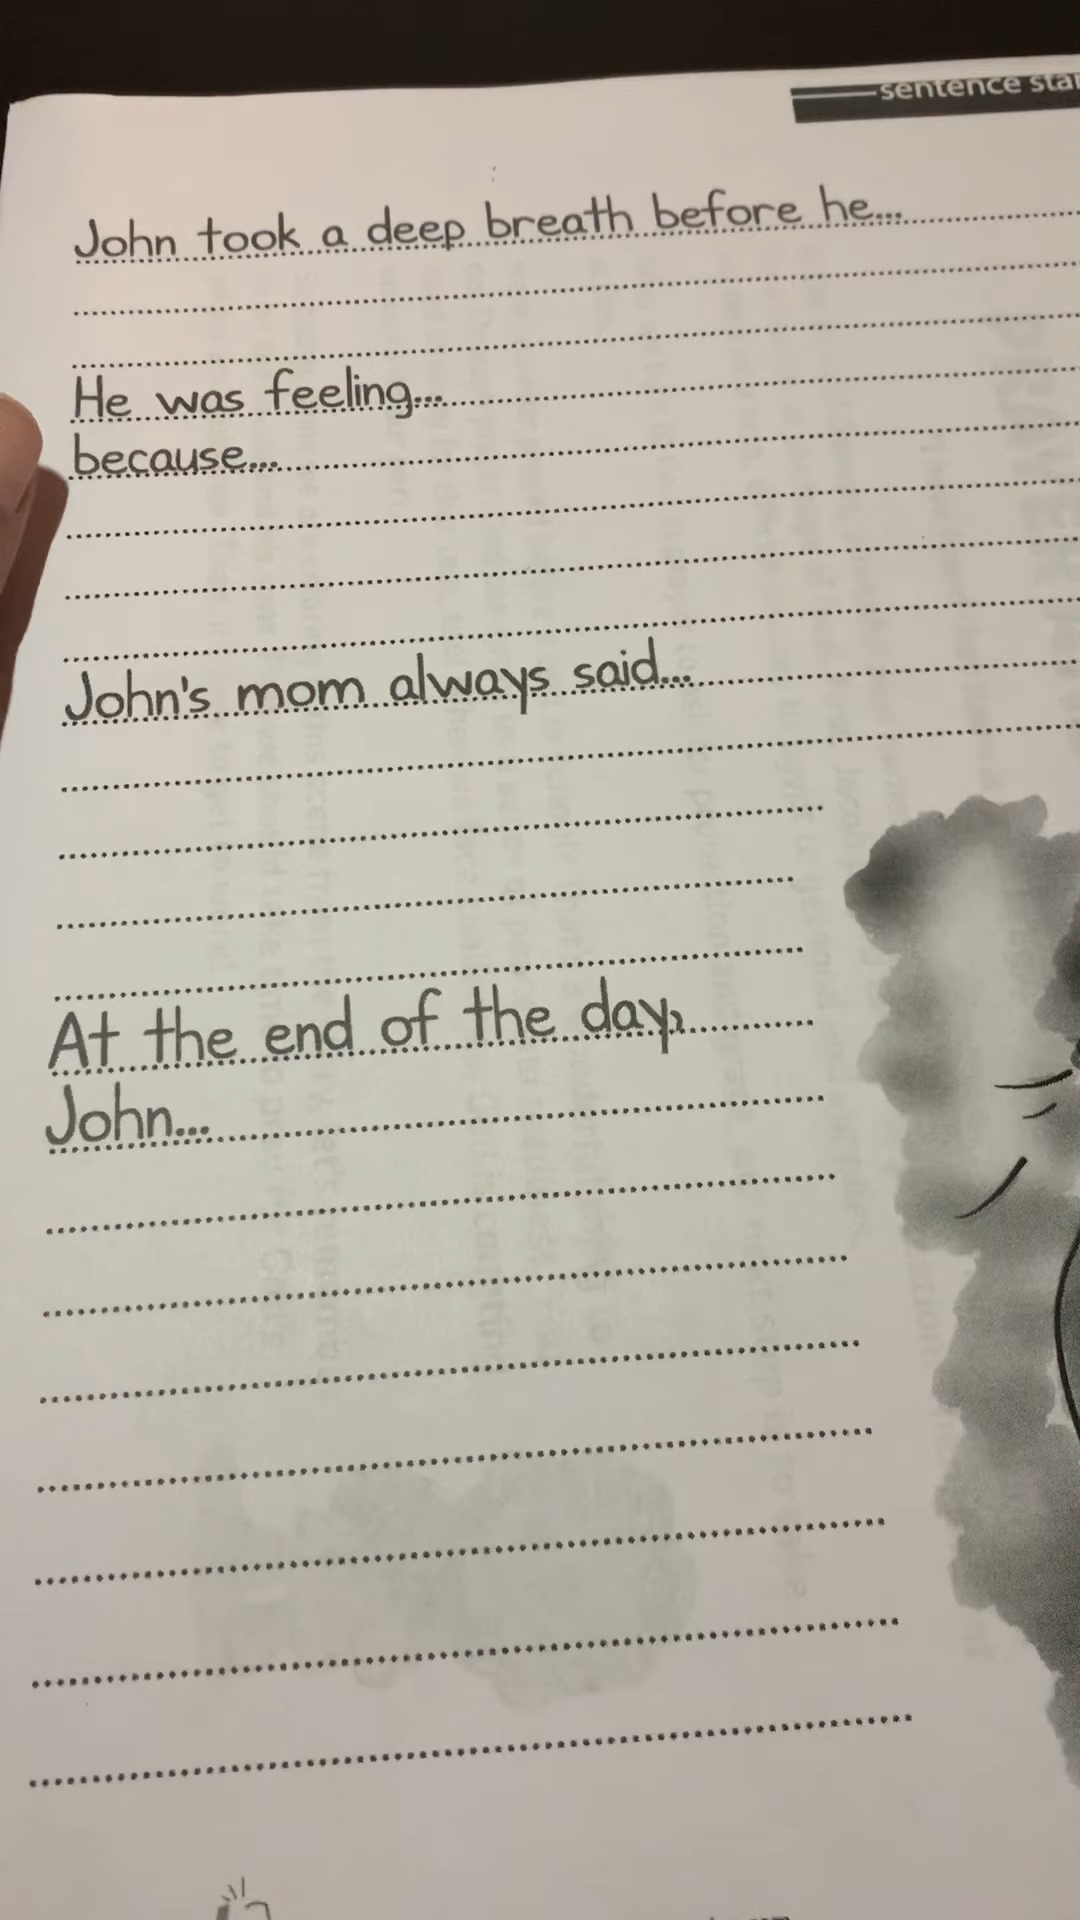 sentence
John took a deep breath before he...
He was feeling...
because...
John's mom always said...
At the end of the day,
John...